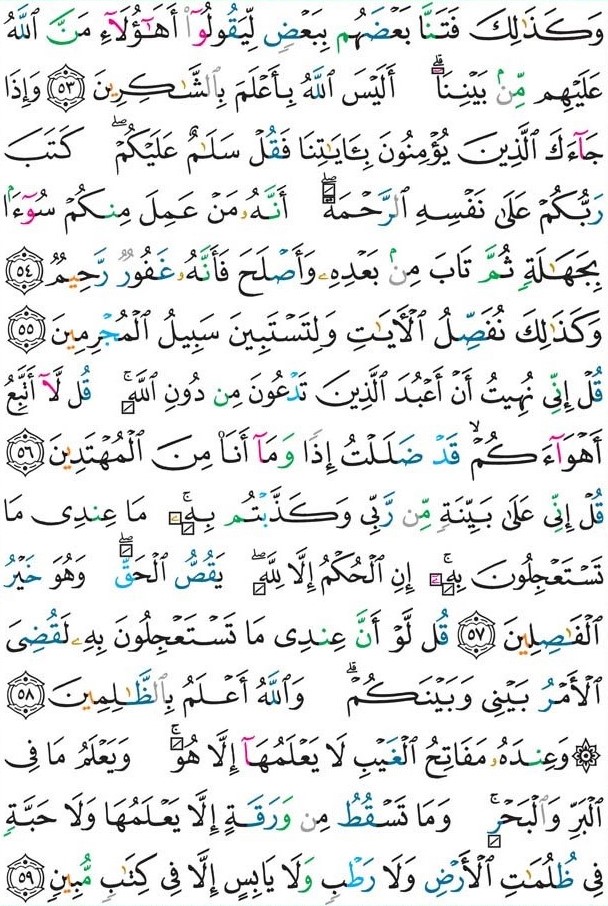 وَكَذَٰلِكَ فَتَنَّا بَعْضَهُم بِبَعْضٍ لِّيَقُولُوٓا۟ أَهَٰٓؤُلَآءِ مَنَّ ٱللَّهُ
عَلَيْهِم مِّنۢ بَيْنِنَآ ۗ أَلَيْسَ ٱللَّهُ بِأَعْلَمَ بِٱلشَّٰكِرِينَ ﴿٥٣﴾ وَإِذَا
جَآءَكَ ٱلَّذِينَ يُؤْمِنُونَ بِـَٔايَٰتِنَا فَقُلْ سَلَٰمٌ عَلَيْكُمْ ۖ كَتَبَ
رَبُّكُمْ عَلَىٰ نَفْسِهِ ٱلرَّحْمَةَ ۖ أَنَّهُۥ مَنْ عَمِلَ مِنكُمْ سُوٓءًۢا
بِجَهَٰلَةٍ ثُمَّ تَابَ مِنۢ بَعْدِهِۦ وَأَصْلَحَ فَأَنَّهُۥ غَفُورٌ رَّحِيمٌ ﴿٥٤﴾
وَكَذَٰلِكَ نُفَصِّلُ ٱلْءَايَٰتِ وَلِتَسْتَبِينَ سَبِيلُ ٱلْمُجْرِمِينَ ﴿٥٥﴾
قُلْ إِنِّى نُهِيتُ أَنْ أَعْبُدَ ٱلَّذِينَ تَدْعُونَ مِن دُونِ ٱللَّهِ ۚ قُل لَّآ أَتَّبِعُ
أَهْوَآءَكُمْ ۙ قَدْ ضَلَلْتُ إِذًا وَمَآ أَنَا۠ مِنَ ٱلْمُهْتَدِينَ ﴿٥٦﴾
قُلْ إِنِّى عَلَىٰ بَيِّنَةٍ مِّن رَّبِّى وَكَذَّبْتُم بِهِۦ ۚ مَا عِندِى مَا
تَسْتَعْجِلُونَ بِهِۦٓ ۚ إِنِ ٱلْحُكْمُ إِلَّا لِلَّهِ ۖ يَقُصُّ ٱلْحَقَّ ۖ وَهُوَ خَيْرُ
ٱلْفَٰصِلِينَ ﴿٥٧﴾ قُل لَّوْ أَنَّ عِندِى مَا تَسْتَعْجِلُونَ بِهِۦ لَقُضِىَ
ٱلْأَمْرُ بَيْنِى وَبَيْنَكُمْ ۗ وَٱللَّهُ أَعْلَمُ بِٱلظَّٰلِمِينَ ﴿٥٨﴾
۞ وَعِندَهُۥ مَفَاتِحُ ٱلْغَيْبِ لَا يَعْلَمُهَآ إِلَّا هُوَ ۚ وَيَعْلَمُ مَا فِى
ٱلْبَرِّ وَٱلْبَحْرِ ۚ وَمَا تَسْقُطُ مِن وَرَقَةٍ إِلَّا يَعْلَمُهَا وَلَا حَبَّةٍ
فِى ظُلُمَٰتِ ٱلْأَرْضِ وَلَا رَطْبٍ وَلَا يَابِسٍ إِلَّا فِى كِتَٰبٍ مُّبِينٍ ﴿٥٩﴾